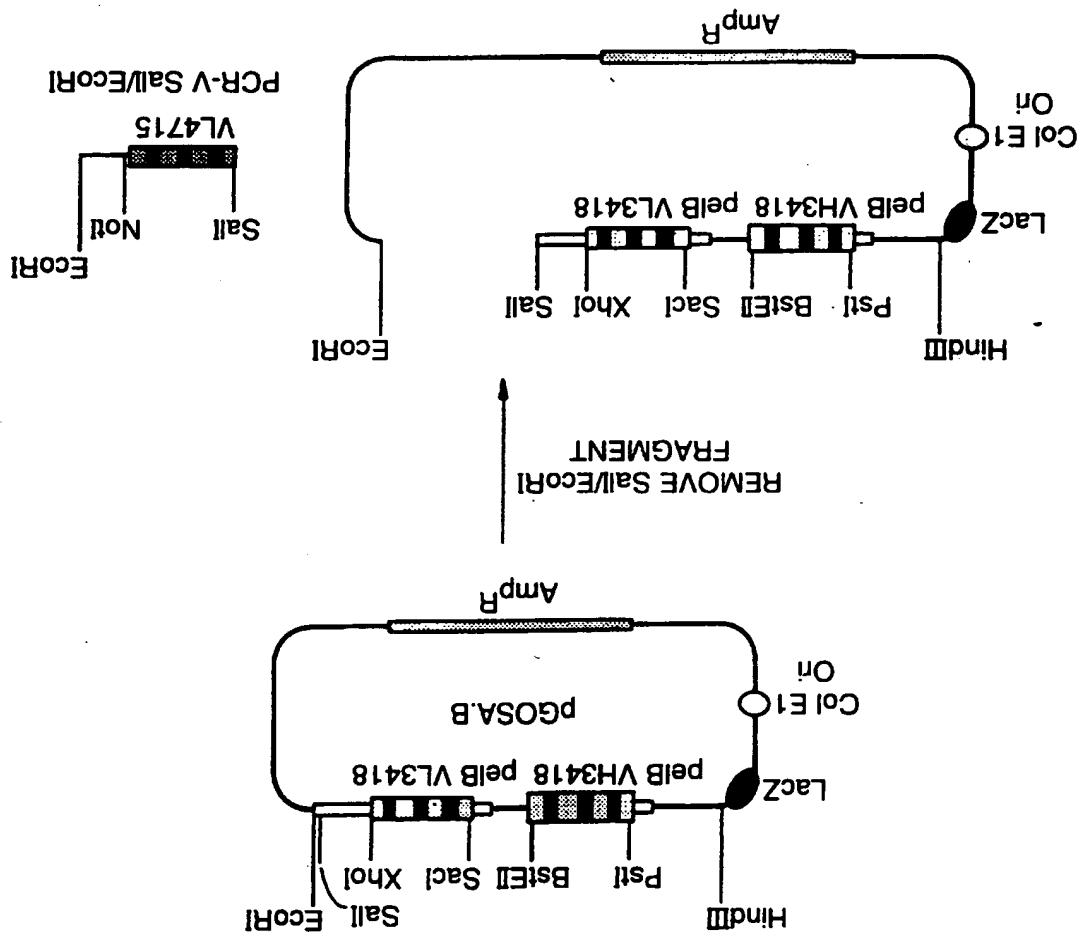 HindIII
EcoRI
SalI
PstI
BstEII
SacI
XhoI
LacZ
pelB VH3418
pelB VL3418
pGOSA.B
Col E1
Ori
AmpR
REMOVE SalI/EcoRI
FRAGMENT
HindIII
EcoRI
PstI
BstEII
SacI
XhoI
SalI
LacZ
pelB VH3418
pelB VL3418
Col E1
Ori
AmpR
EcoRI
SalI
NotI
VL4715
PCR-V SalI/EcoRI